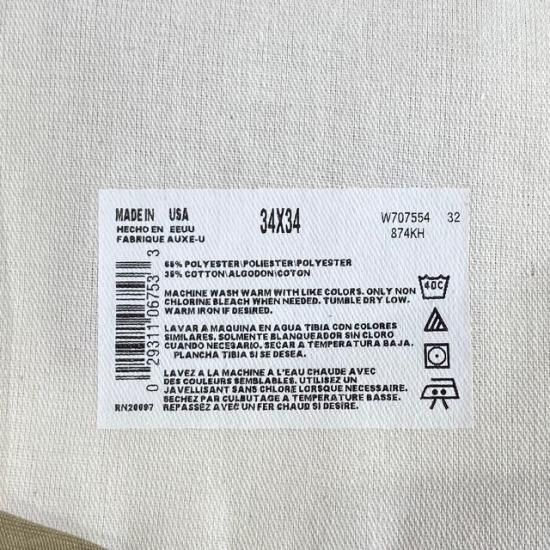 MADE IN USA
HECHO EN EEUU
FABRIQUE AUX E-U
34X34
W707554 32
874KH
65% POLYESTER\POLIESTER\POLYESTER
35% COTTON\ALGODON\COTON
MACHINE WASH WARM WITH LIKE COLORS. ONLY NON
CHLORINE BLEACH WHEN NEEDED. TUMBLE DRY LOW.
WARM IRON IF DESIRED.
40C
LAVAR A MAQUINA EN AGUA TIBIA CON COLORES
SIMILARES. SOLMENTE BLANQUEADOR SIN CLORO
CUANDO NECESARIO. SECAR A TEMPERATURA BAJA.
PLANCHA TIBIA SI SE DESEA.
LAVEZ A LA MACHINE A L'EAU CHAUDE AVEC
DES COULEURS SEMBLABLES. UTILISEZ UN
JAVELLISANT SANS CHLORE LORSQUE NECESSAIRE.
SECHEZ PAR CULBUTAGE A TEMPERATURE BASSE.
REPASSEZ AVEC UN FER CHAUD SI DESIRE.
0 29311 06753 3
RN20697